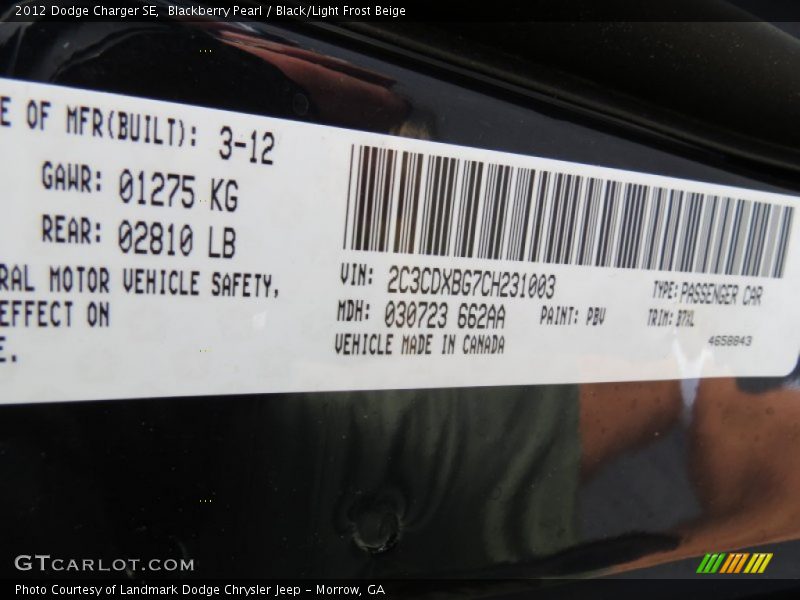 2012 Dodge Charger SE,  Blackberry Pearl / Black/Light Frost Beige
E OF MFR(BUILT): 3-12
GAWR: 01275 KG
REAR: 02810 LB
RAL MOTOR VEHICLE SAFETY,
EFFECT ON
E.
VIN: 2C3CDXBG7CH231003 TYPE: PASSENGER CAR
MDH: 030723 662AA PAINT: PBV TRIM: B7XL
VEHICLE MADE IN CANADA 4658843
GTCARLOT.COM
Photo Courtesy of Landmark Dodge Chrysler Jeep – Morrow, GA